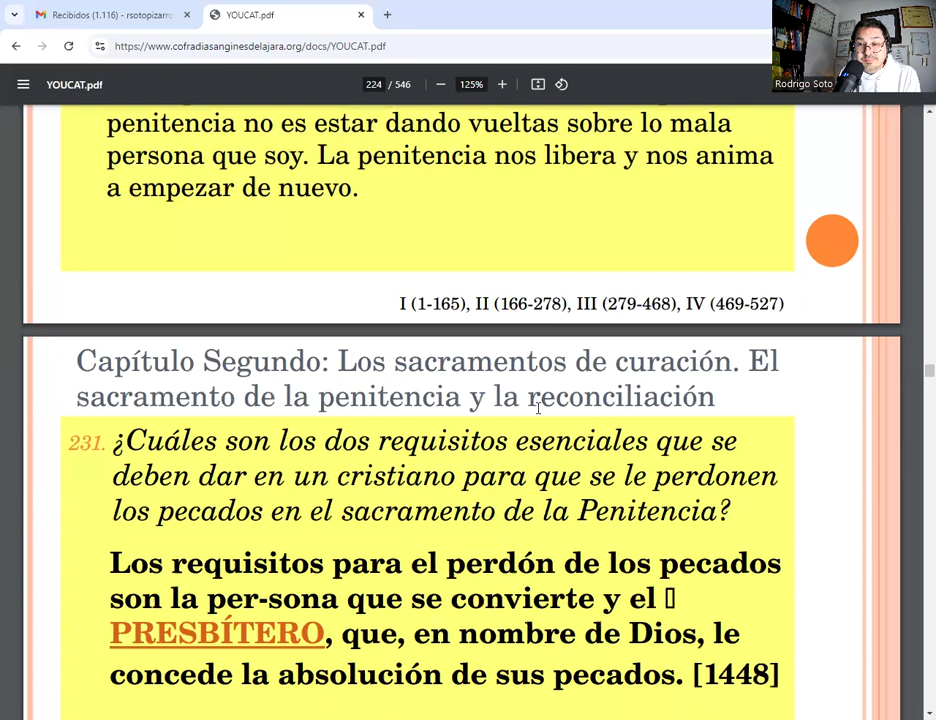 Recibidos (1.116) - rsotopizarro
YOUCAT.pdf
https://www.cofradiasanginesdelajara.org/docs/YOUCAT.pdf
YOUCAT.pdf
224 / 546
125%
Rodrigo Soto
penitencia no es estar dando vueltas sobre lo mala
persona que soy. La penitencia nos libera y nos anima
a empezar de nuevo.
I (1-165), II (166-278), III (279-468), IV (469-527)
Capítulo Segundo: Los sacramentos de curación. El
sacramento de la penitencia y la reconciliación
231. ¿Cuáles son los dos requisitos esenciales que se
deben dar en un cristiano para que se le perdonen
los pecados en el sacramento de la Penitencia?
Los requisitos para el perdón de los pecados
son la per-sona que se convierte y el
PRESBÍTERO, que, en nombre de Dios, le
concede la absolución de sus pecados. [1448]